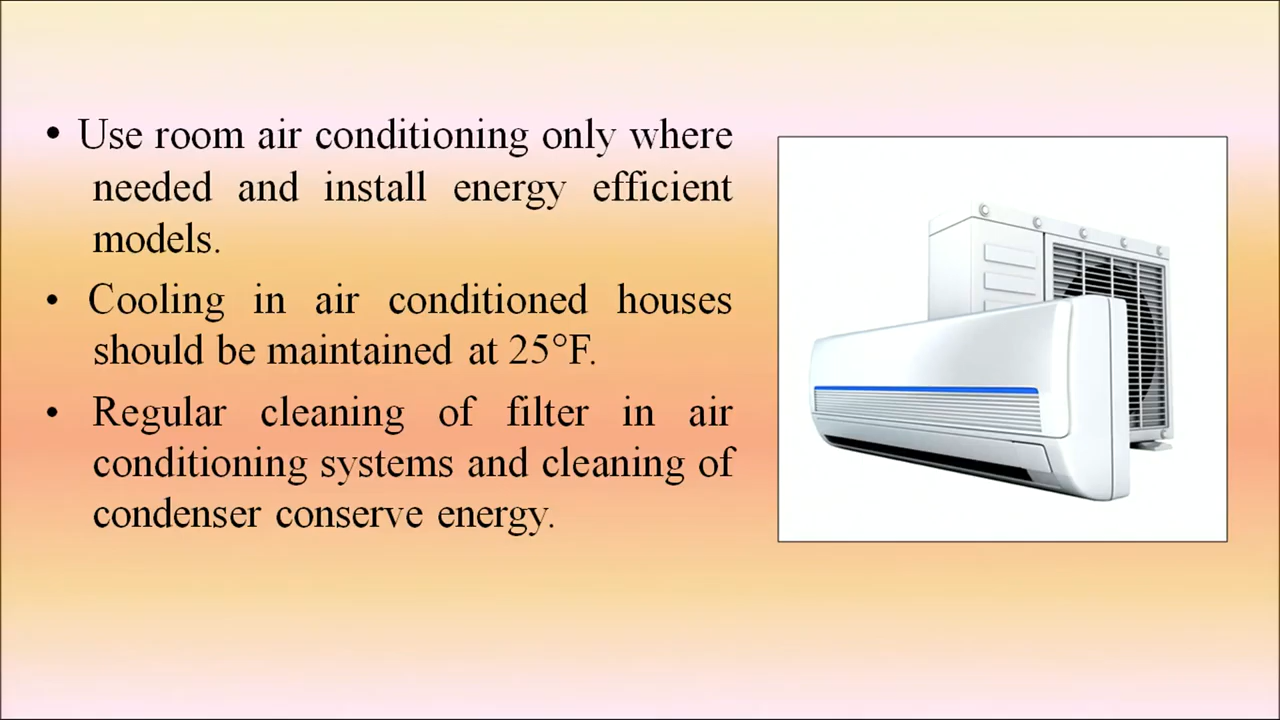 • Use room air conditioning only where
needed and install energy efficient
models.
• Cooling in air conditioned houses
should be maintained at 25°F.
• Regular cleaning of filter in air
conditioning systems and cleaning of
condenser conserve energy.